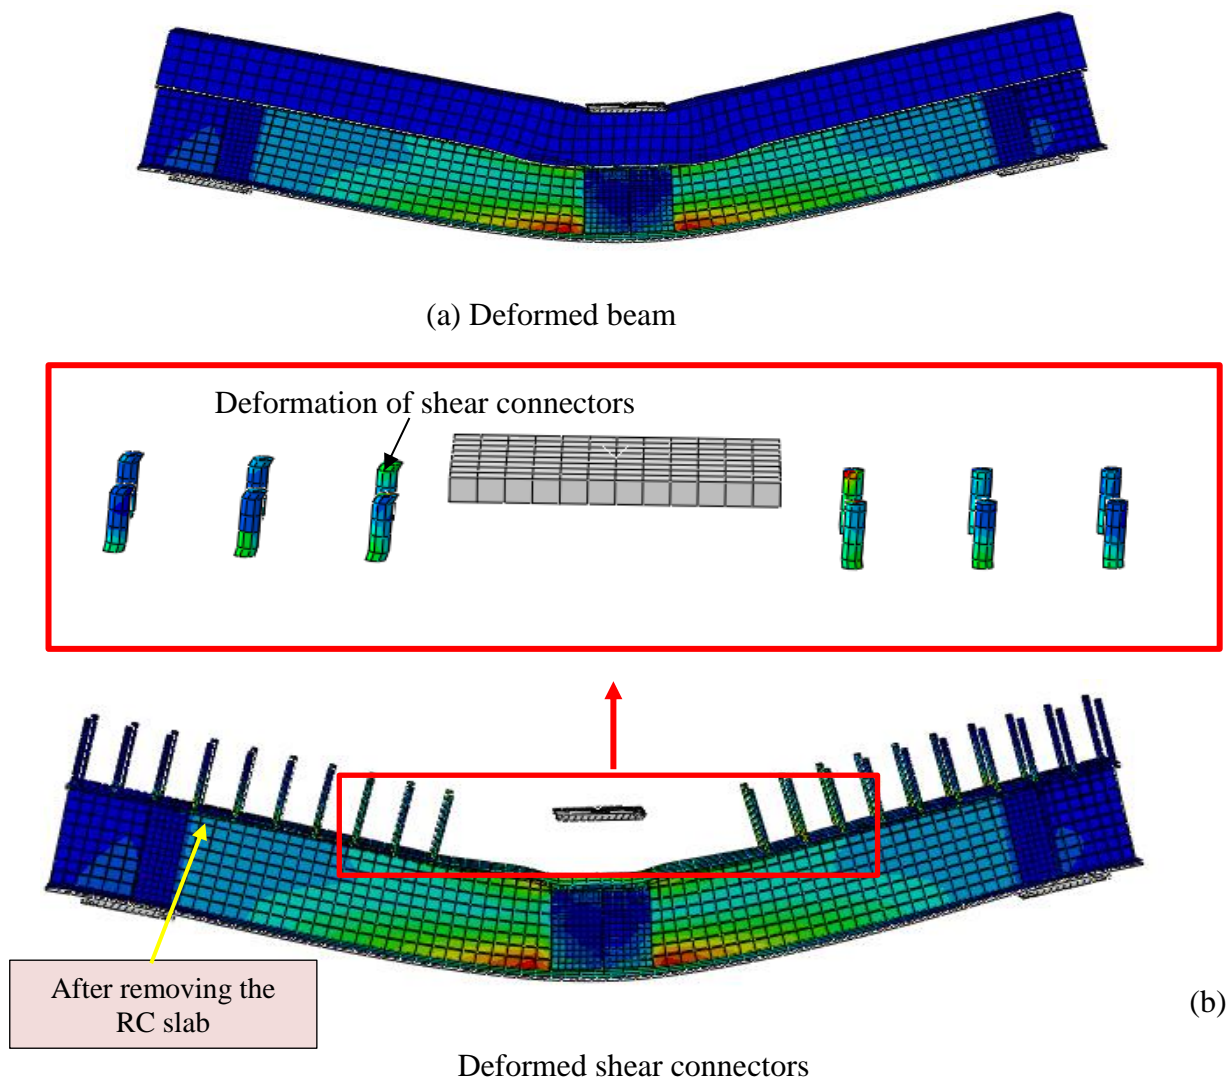 (a) Deformed beam
Deformation of shear connectors
After removing the
RC slab
(b)
Deformed shear connectors